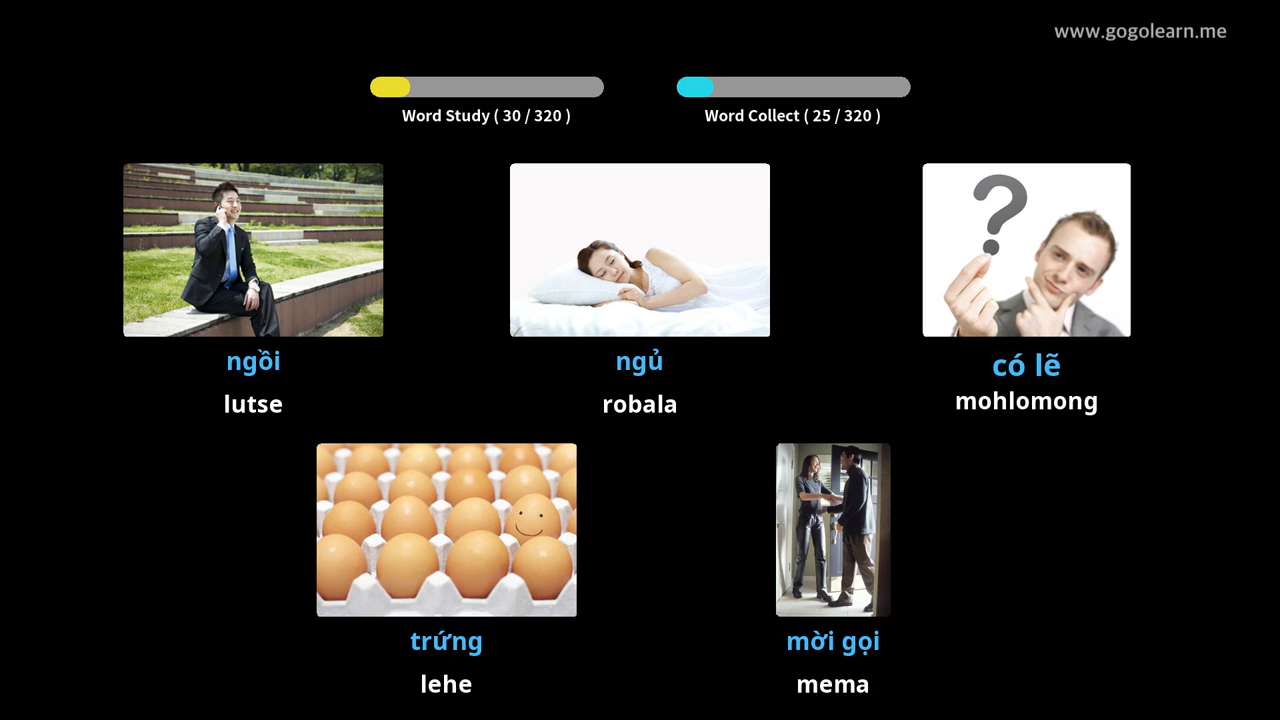 www.gogolearn.me
Word Study ( 30 / 320 )
Word Collect ( 25 / 320 )
ngồi
lutse
ngủ
robala
có lẽ
mohlomong
trứng
lehe
mời gọi
mema